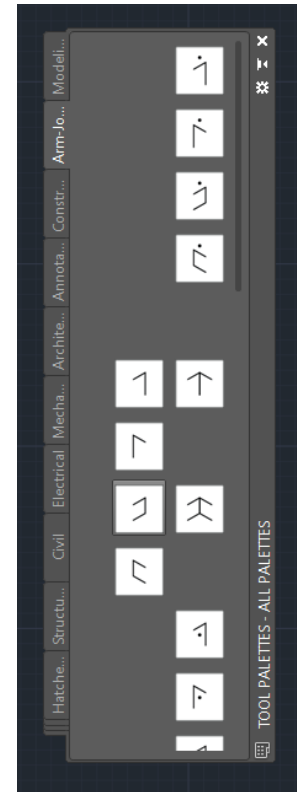 Modeli...
Arm-Jo...
Constr...
Annota...
Archite...
Mecha...
Electrical
Civil
Structu...
Hatche...
TOOL PALETTES - ALL PALETTES